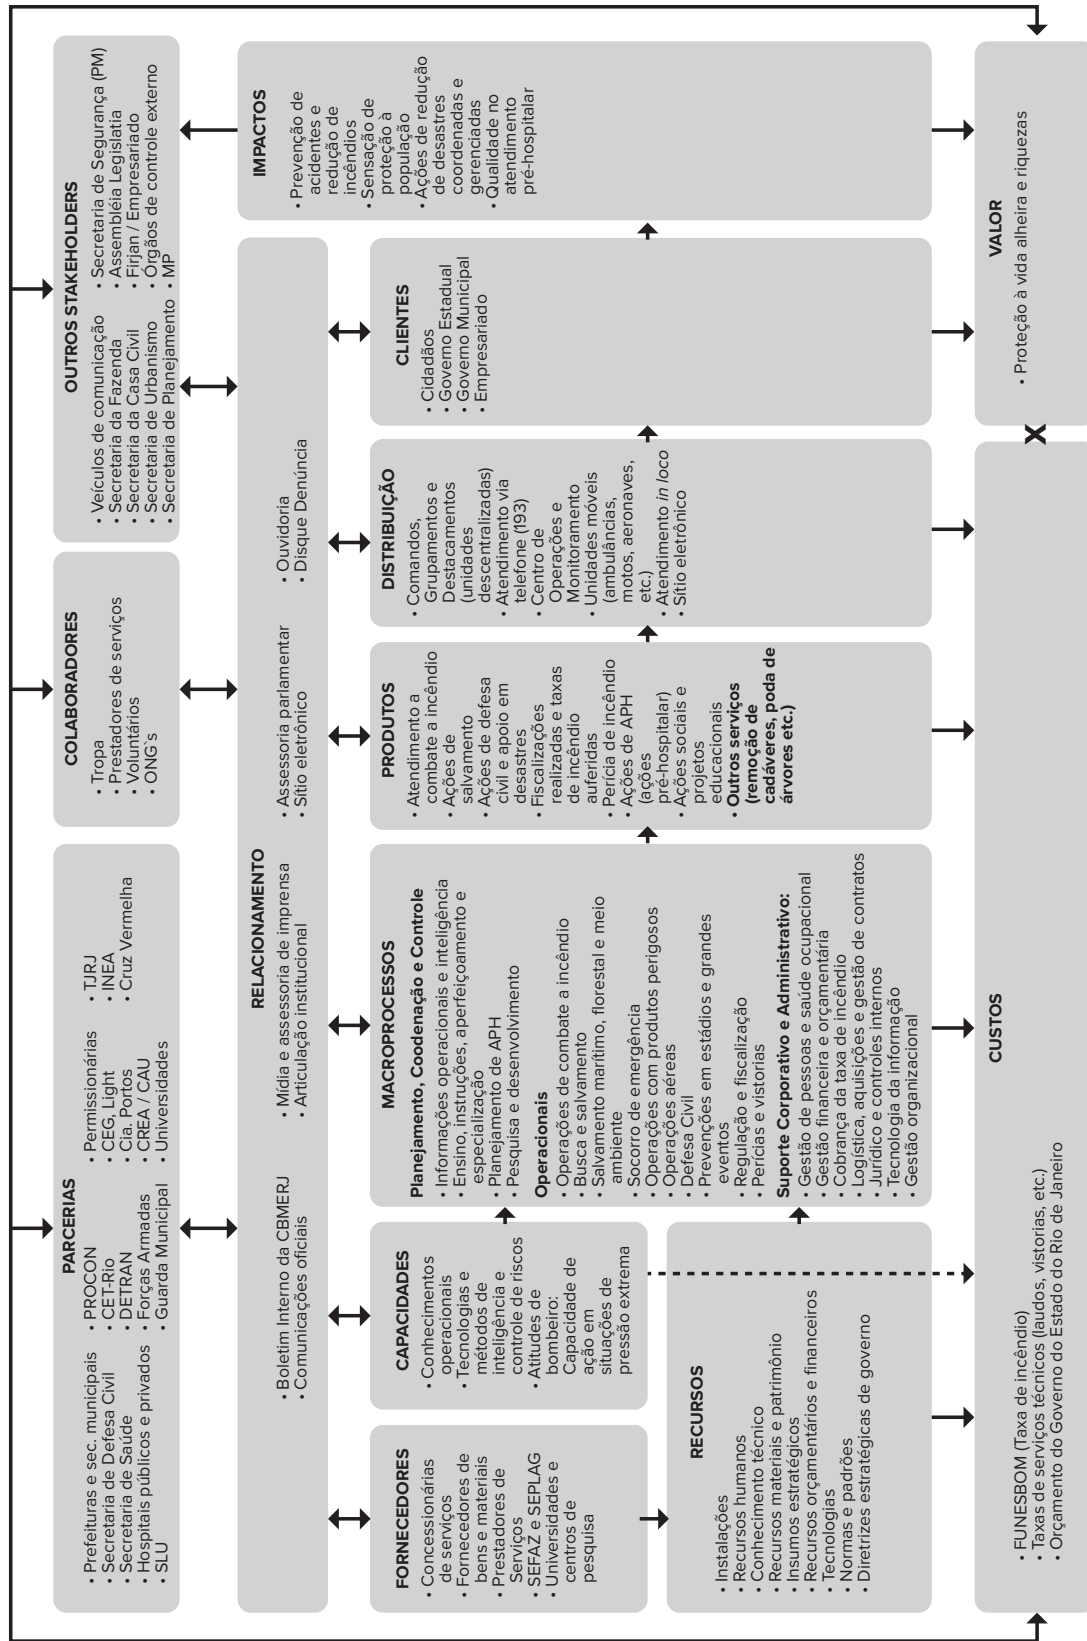 PARCERIAS
• Prefeituras e sec. municipais
• Secretaria de Defesa Civil
• Secretaria de Saúde
• Hospitais públicos e privados
• SLU
• PROCON
• CET-Rio
• DETRAN
• Forças Armadas
• Guarda Municipal
• Permissionárias
• CEG, Light
• Cia. Portos
• CREA / CAU
• Universidades
• TJRJ
• INEA
• Cruz Vermelha
COLABORADORES
• Tropa
• Prestadores de serviços
• Voluntários
• ONG`s
OUTROS STAKEHOLDERS
• Veículos de comunicação
• Secretaria da Fazenda
• Secretaria da Casa Civil
• Secretaria de Urbanismo
• Secretaria de Planejamento
• Secretaria de Segurança (PM)
• Assembléia Legislatia
• Firjan / Empresariado
• Órgãos de controle externo
• MP
RELACIONAMENTO
• Boletim Interno da CBMERJ
• Comunicações oficiais
• Mídia e assessoria de imprensa
• Articulação institucional
• Assessoria parlamentar
• Sítio eletrônico
• Ouvidoria
• Disque Denúncia
FORNECEDORES
• Concessionárias
de serviços
• Fornecedores de
bens e materiais
• Prestadores de
Serviços
• SEFAZ e SEPLAG
• Universidades e
centros de
pesquisa
CAPACIDADES
• Conhecimentos
operacionais
• Tecnologias e
métodos de
inteligência e
controle de riscos
• Atitudes de
bombeiro:
Capacidade de
ação em
situações de
pressão extrema
RECURSOS
• Instalações
• Recursos humanos
• Conhecimento técnico
• Recursos materiais e patrimônio
• Insumos estratégicos
• Recursos orçamentários e financeiros
• Tecnologias
• Normas e padrões
• Diretrizes estratégicas de governo
MACROPROCESSOS
Planejamento, Coodenação e Controle
• Informações operacionais e inteligência
• Ensino, instruções, aperfeiçoamento e
especialização
• Planejamento de APH
• Pesquisa e desenvolvimento
Operacionais
• Operações de combate a incêndio
• Busca e salvamento
• Salvamento marítimo, florestal e meio
ambiente
• Socorro de emergência
• Operações com produtos perigosos
• Operações aéreas
• Defesa Civil
• Prevenções em estádios e grandes
eventos
• Regulação e fiscalização
• Perícias e vistorias
Suporte Corporativo e Administrativo:
• Gestão de pessoas e saúde ocupacional
• Gestão financeira e orçamentária
• Cobrança da taxa de incêndio
• Logística, aquisições e gestão de contratos
• Jurídico e controles internos
• Tecnologia da informação
• Gestão organizacional
PRODUTOS
• Atendimento a
combate a incêndio
• Ações de
salvamento
• Ações de defesa
civil e apoio em
desastres
• Fiscalizações
realizadas e taxas
de incêndio
auferidas
• Perícia de incêndio
• Ações de APH
(ações
pré-hospitalar)
• Ações sociais e
projetos
educacionais
• Outros serviços
(remoção de
cadáveres, poda de
árvores etc.)
DISTRIBUIÇÃO
• Comandos,
Grupamentos e
Destacamentos
(unidades
descentralizadas)
• Atendimento via
telefone (193)
• Centro de
Operações e
Monitoramento
• Unidades móveis
(ambulâncias,
motos, aeronaves,
etc.)
• Atendimento in loco
• Sítio eletrônico
CLIENTES
• Cidadãos
• Governo Estadual
• Governo Municipal
• Empresariado
IMPACTOS
• Prevenção de
acidentes e
redução de
incêndios
• Sensação de
proteção à
população
• Ações de redução
de desastres
coordenadas e
gerenciadas
• Qualidade no
atendimento
pré-hospitalar
CUSTOS
• FUNESBOM (Taxa de incêndio)
• Taxas de serviços técnicos (laudos, vistorias, etc.)
• Orçamento do Governo do Estado do Rio de Janeiro
X
VALOR
• Proteção à vida alheira e riquezas